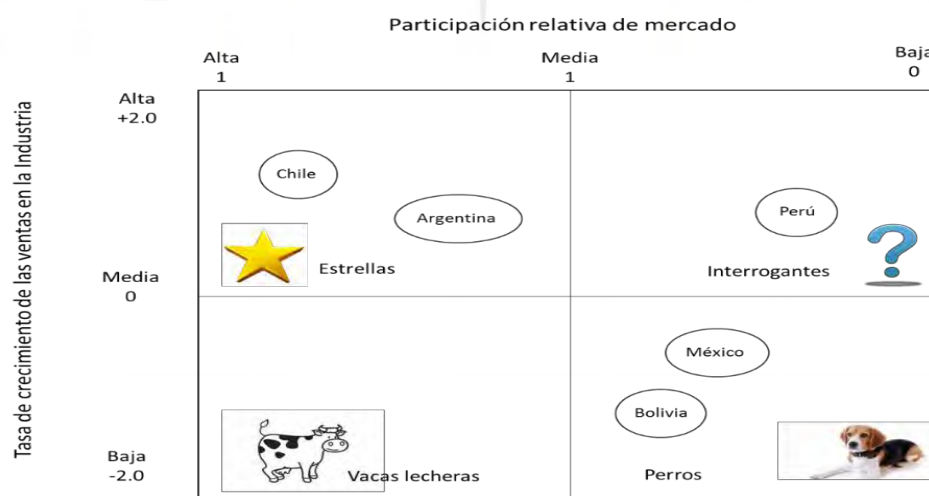 Participación relativa de mercado
Alta
1
Media
1
Baja
0
Tasa de crecimiento de las ventas en la Industria
Alta
+2.0
Chile
Argentina
Perú
Estrellas
Interrogantes
Media
0
México
Bolivia
Baja
-2.0
Vacas lecheras
Perros